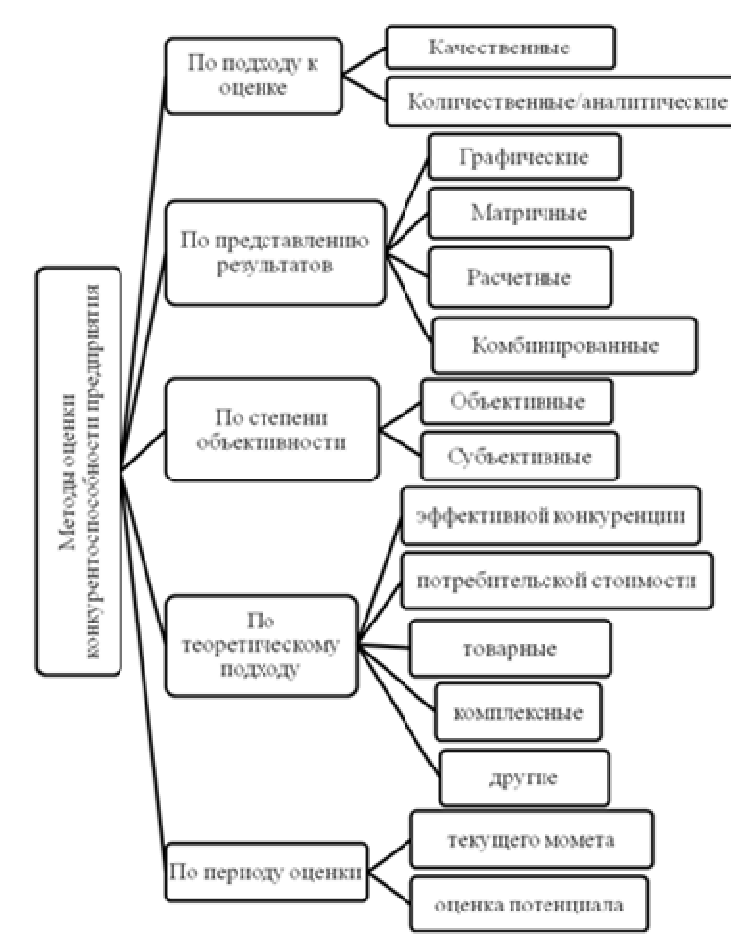 Методы оценки
конкурентоспособности предприятия
По подходу к
оценке
Качественные
Количественные/аналитические
По представлению
результатов
Графические
Матричные
Расчетные
Комбинированные
По степени
объективности
Объективные
Субъективные
По
теоретическому
подходу
эффективной конкуренции
потребительской стоимости
товарные
комплексные
другие
По периоду оценки
текущего момета
оценка потенциала